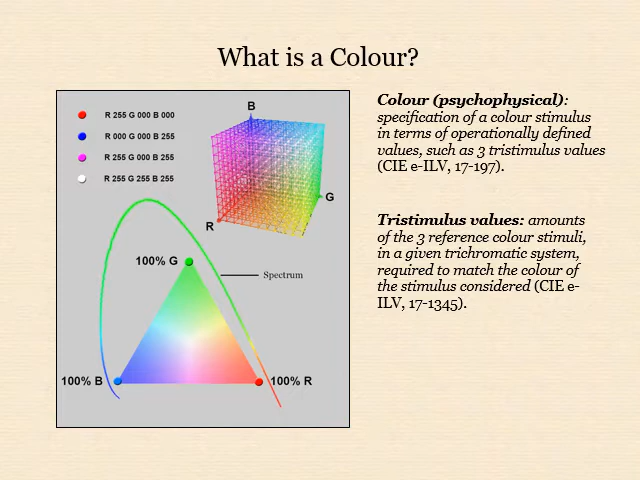 What is a Colour?
R 255 G 000 B 000
R 000 G 000 B 255
R 255 G 000 B 255
R 255 G 255 B 255
B
G
R
100% G
Spectrum
100% B
100% R
Colour (psychophysical):
specification of a colour stimulus
in terms of operationally defined
values, such as 3 tristimulus values
(CIE e-ILV, 17-197).
Tristimulus values: amounts
of the 3 reference colour stimuli,
in a given trichromatic system,
required to match the colour of
the stimulus considered (CIE e-
ILV, 17-1345).